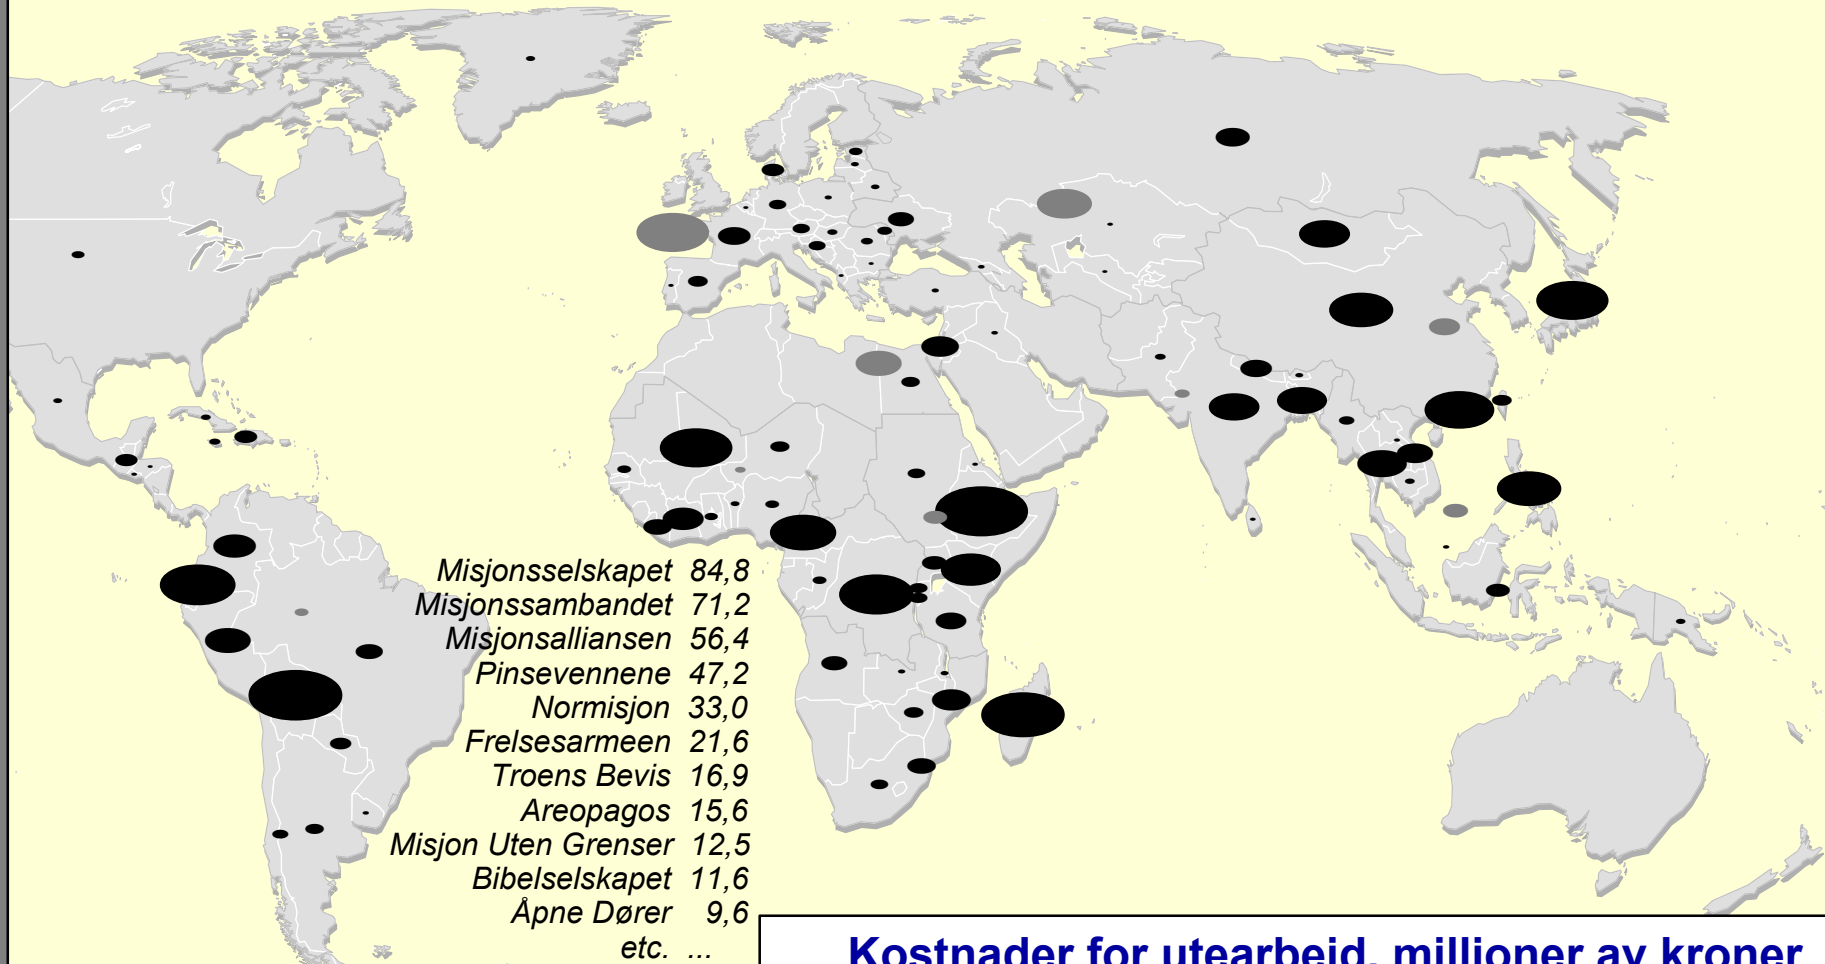 Misjonsselskapet 84,8
Misjonssambandet 71,2
Misjonsalliansen 56,4
Pinsevennene 47,2
Normisjon 33,0
Frelsesarmeen 21,6
Troens Bevis 16,9
Areopagos 15,6
Misjon Uten Grenser 12,5
Bibelselskapet 11,6
Åpne Dører 9,6
etc. ...
Kostnader for utearbeid, millioner av kroner